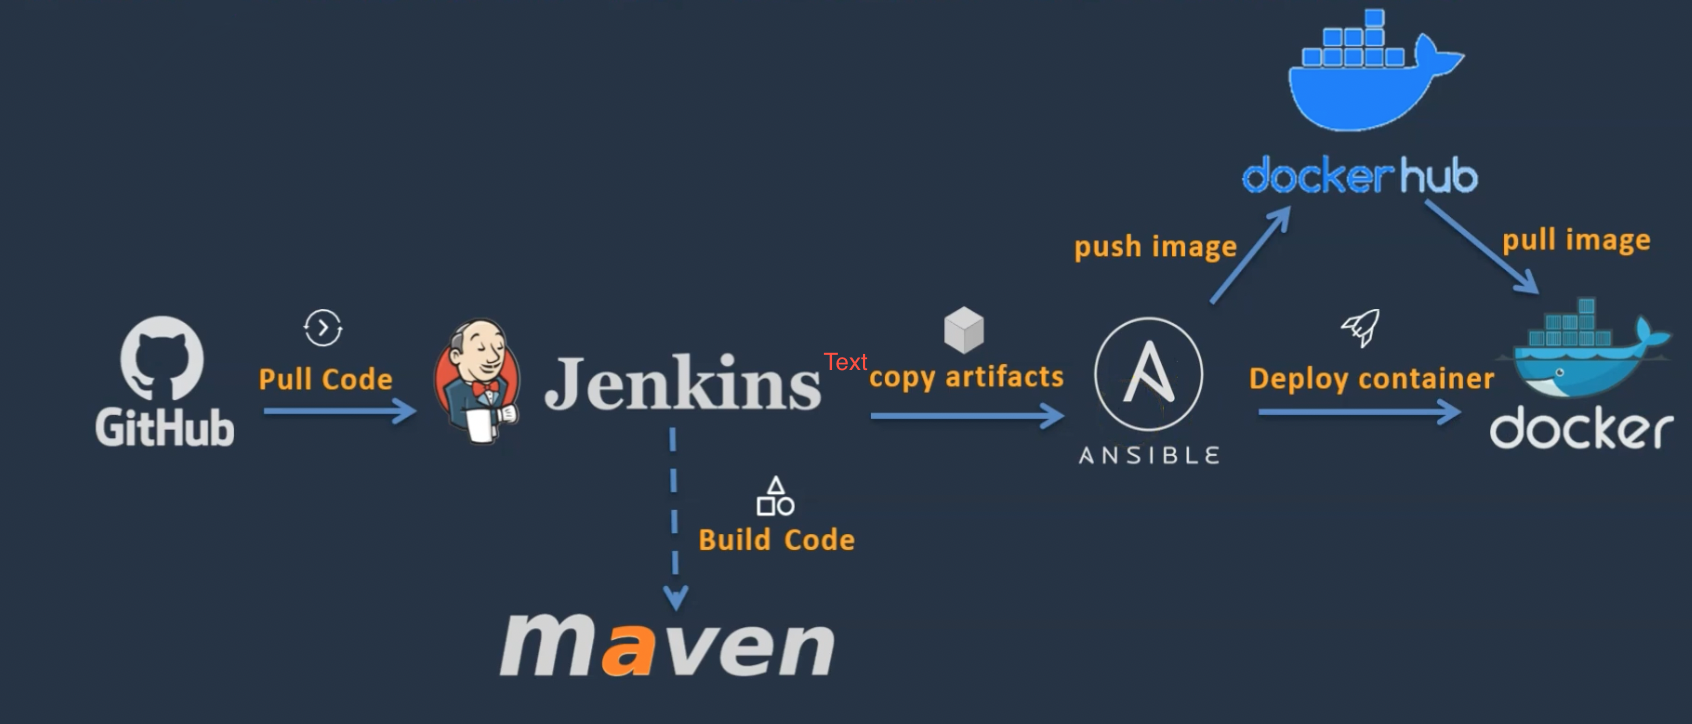 docker hub
push image
pull image
GitHub
Pull Code
Jenkins
Text
copy artifacts
ANSIBLE
Deploy container
docker
Build Code
maven